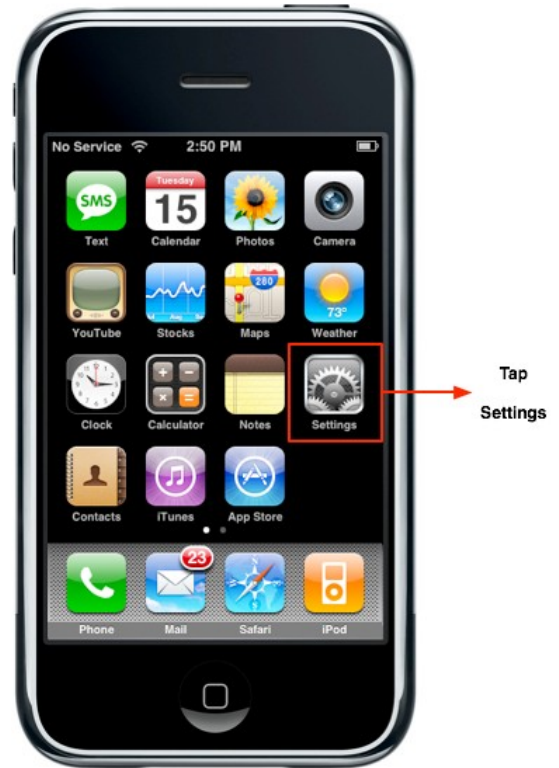 No Service 2:50 PM
SMS
Tuesday
15
280
73°
Text Calendar Photos Camera
YouTube Stocks Maps Weather
Clock Calculator Notes Settings
Contacts iTunes App Store
23
Phone Mail Safari iPod
Tap
Settings